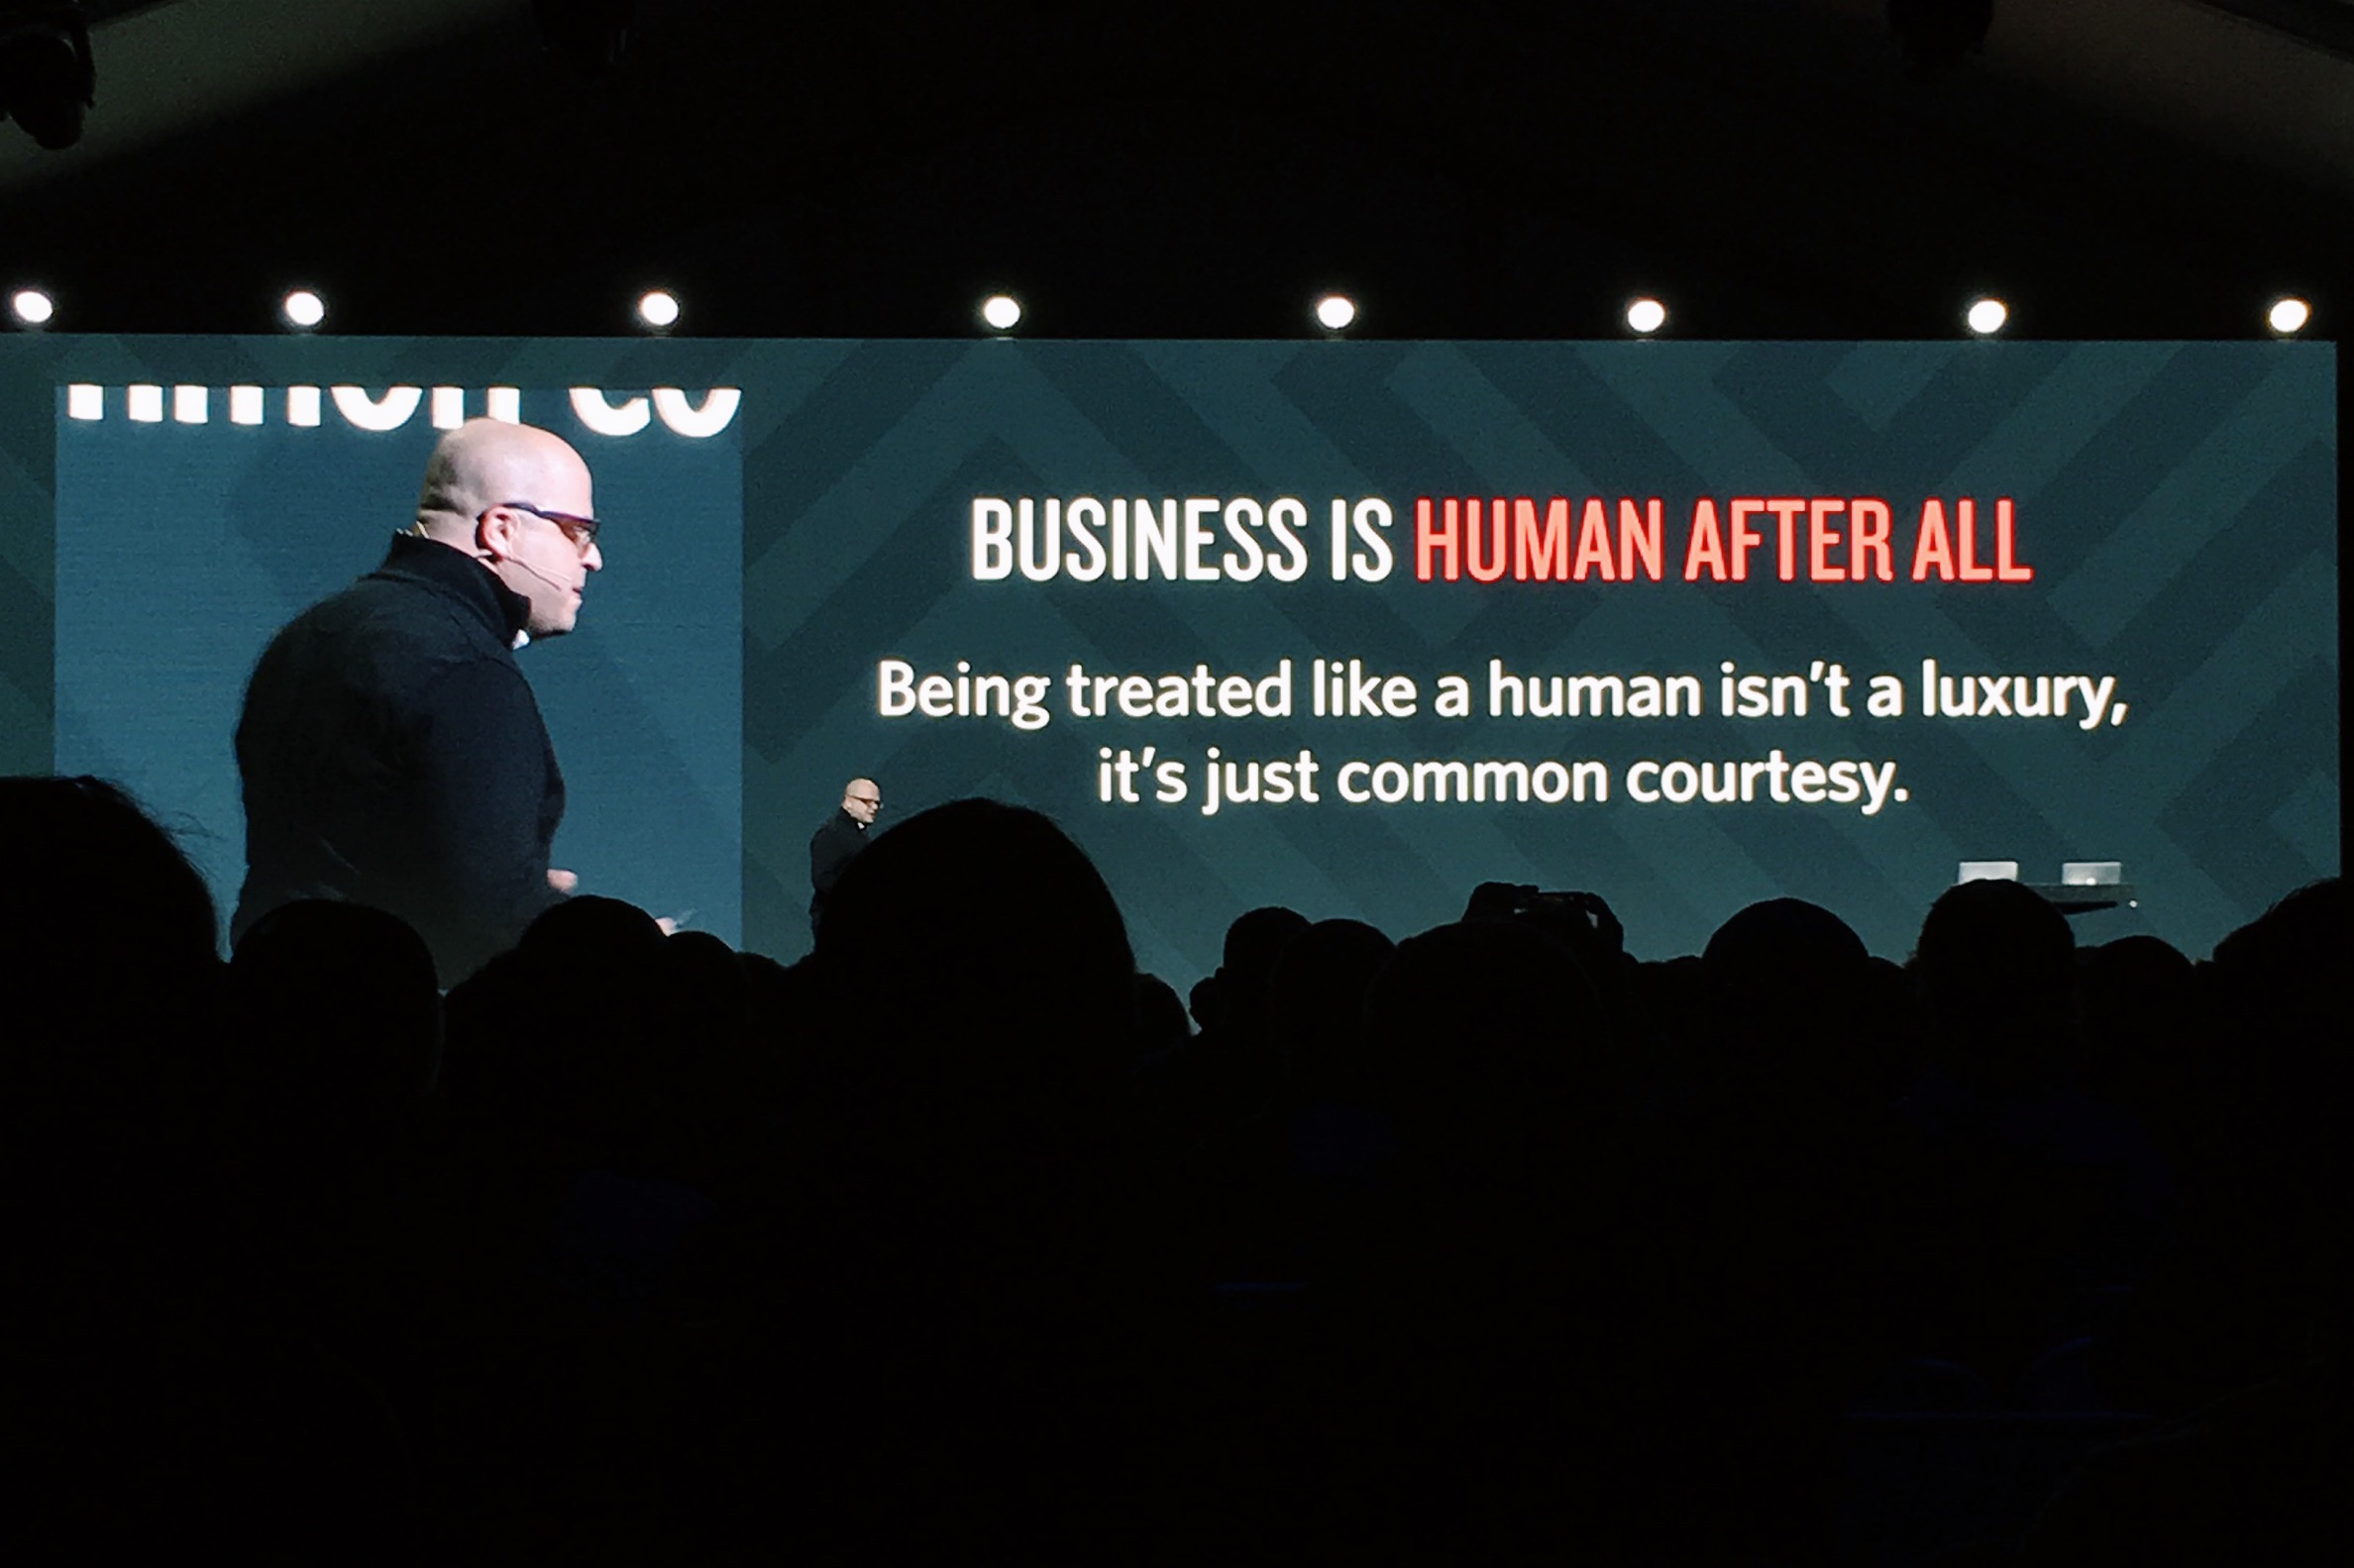 BUSINESS IS HUMAN AFTER ALL
Being treated like a human isn't a luxury,
it's just common courtesy.